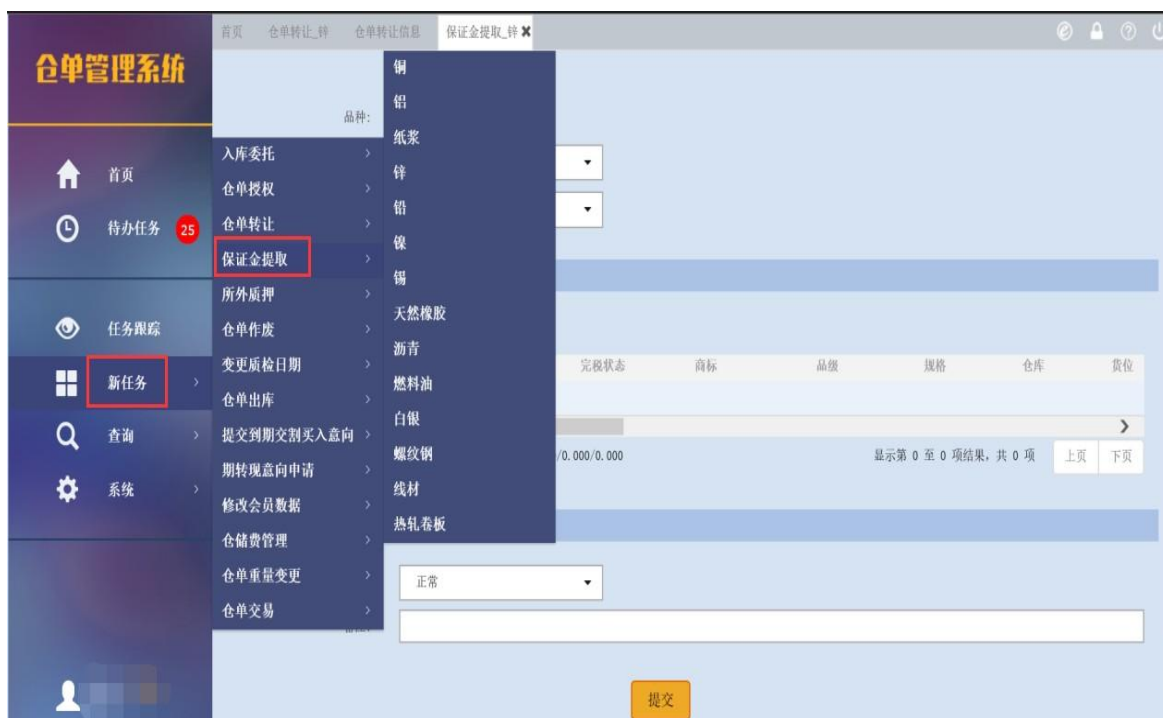 首页 仓单转让_锌 仓单转让信息 保证金提取_锌
仓单管理系统
首页
待办任务 25
任务跟踪
新任务
查询
系统
品种:
入库委托
仓单授权
仓单转让
保证金提取
所外质押
仓单作废
变更质检日期
仓单出库
提交到期交割买入意向
期转现意向申请
修改会员数据
仓储费管理
仓单重量变更
仓单交易
铜
铝
纸浆
锌
铅
镍
锡
天然橡胶
沥青
燃料油
白银
螺纹钢
线材
热轧卷板
完税状态 商标 品级 规格 仓库 货位
/0.000/0.000 显示第 0 至 0 项结果，共 0 项 上页 下页
正常
提交